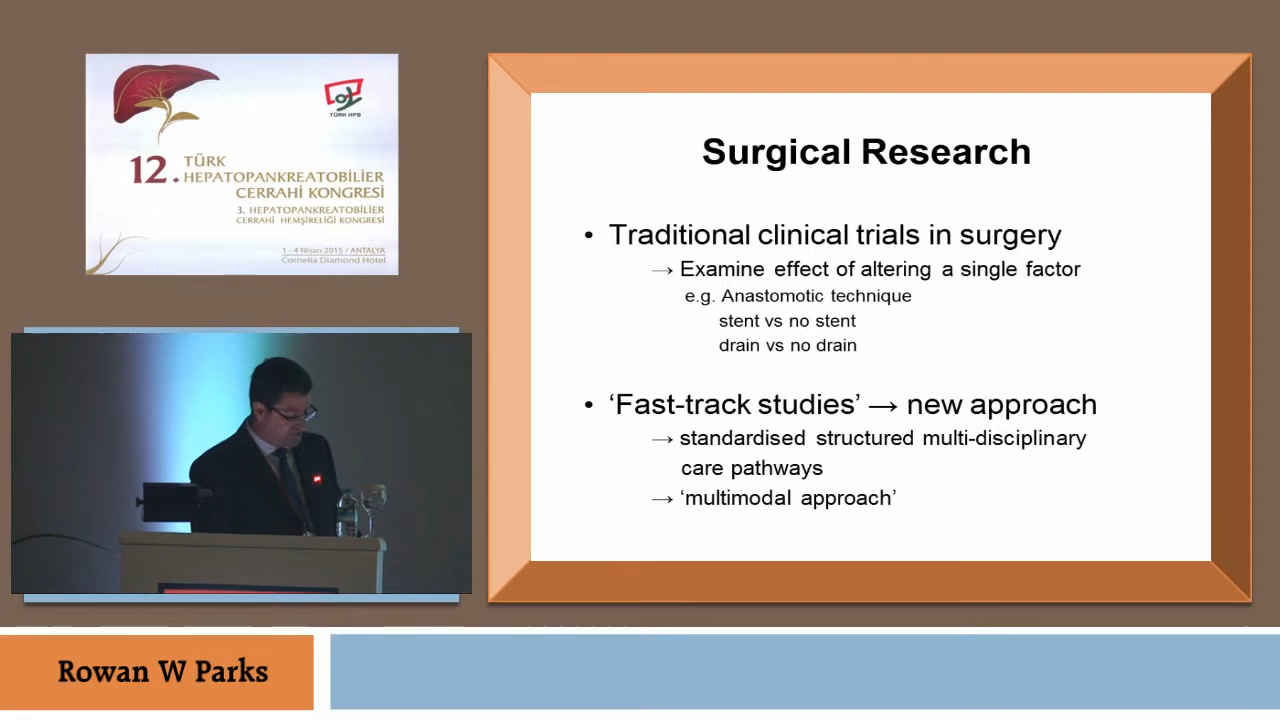 TÜRK HPB
12. TÜRK
HEPATOPANKREATOBİLİER
CERRAHİ KONGRESİ
3. HEPATOPANKREATOBİLİER
CERRAHİ HEMŞİRELİĞİ KONGRESİ
1 - 4 Nisan 2015 / ANTALYA
Cornelia Diamond Hotel
Surgical Research
• Traditional clinical trials in surgery
→ Examine effect of altering a single factor
e.g. Anastomotic technique
stent vs no stent
drain vs no drain
• ‘Fast-track studies’ → new approach
→ standardised structured multi-disciplinary
care pathways
→ ‘multimodal approach’
Rowan W Parks